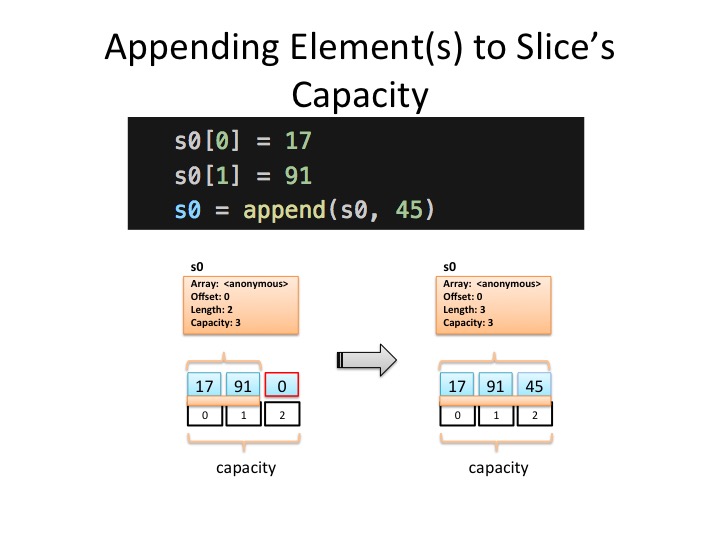 Appending Element(s) to Slice’s
Capacity
s0[0] = 17
s0[1] = 91
s0 = append(s0, 45)
s0
Array: <anonymous>
Offset: 0
Length: 2
Capacity: 3
17 91 0
0 1 2
capacity
s0
Array: <anonymous>
Offset: 0
Length: 3
Capacity: 3
17 91 45
0 1 2
capacity